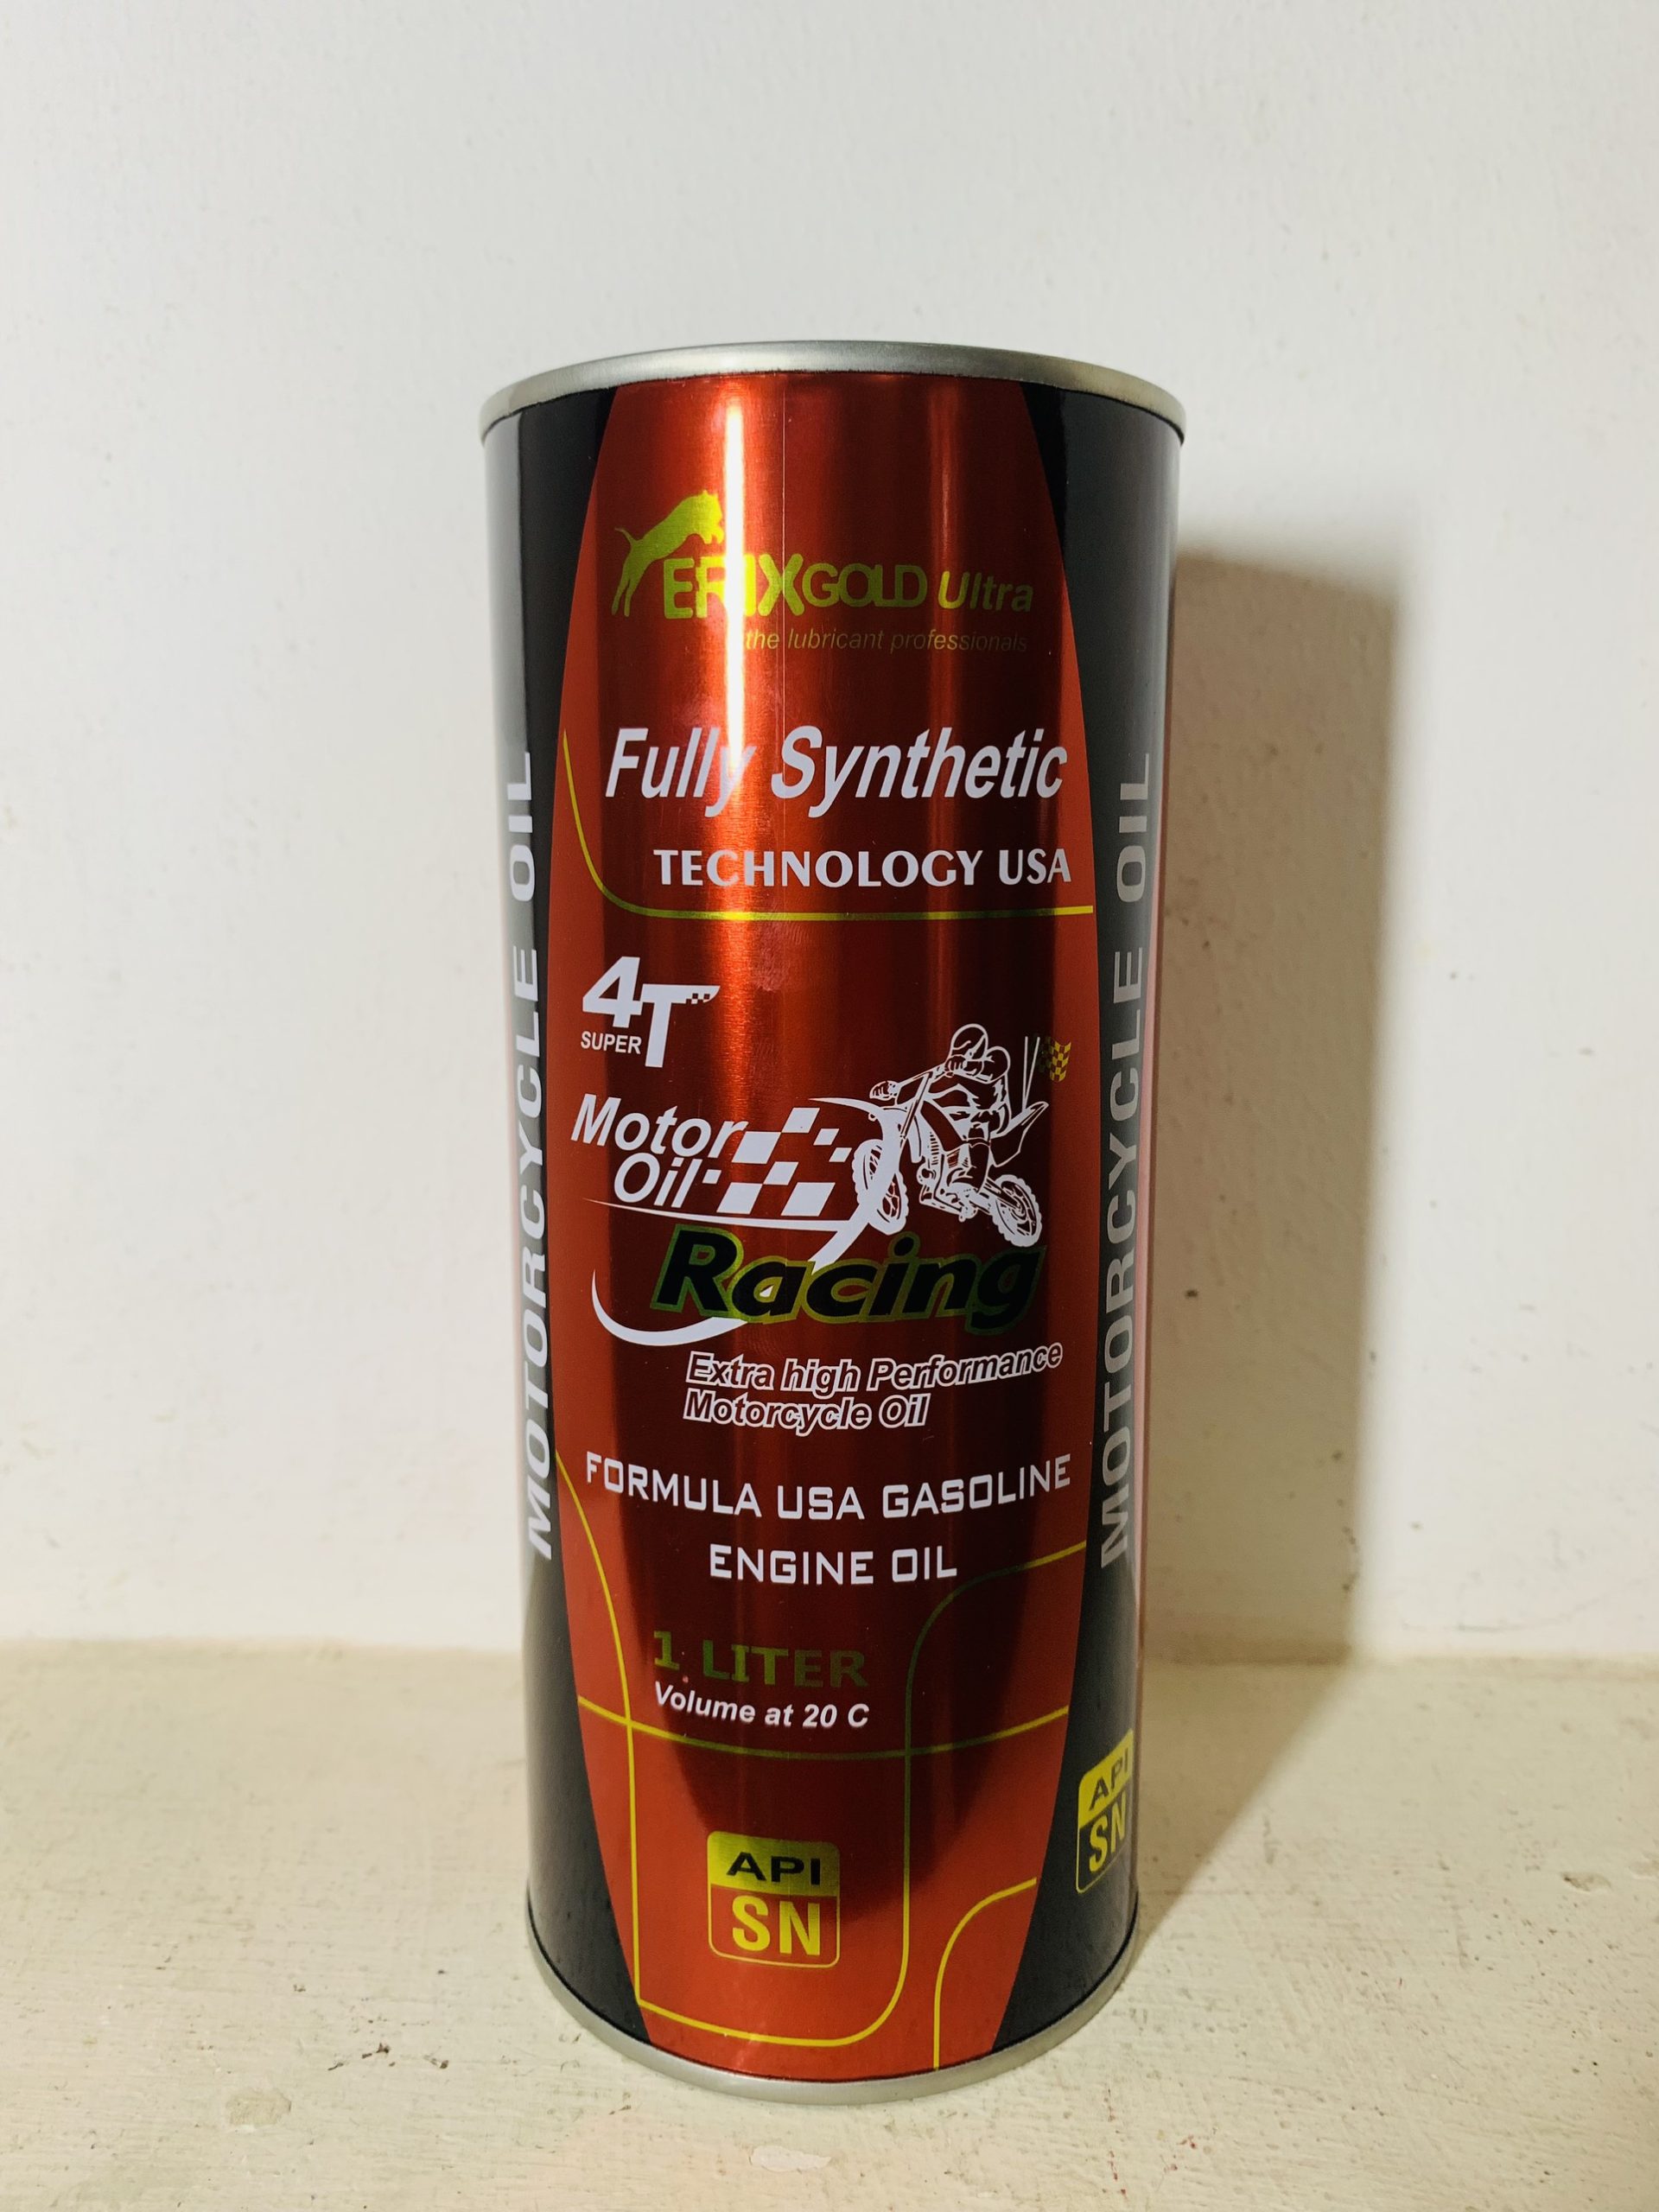 ERIXGOLD Ultra
the lubricant professionals
Fully Synthetic
TECHNOLOGY USA
4T
SUPER
Motor
Oil
Racing
Extra high Performance
Motorcycle Oil
FORMULA USA GASOLINE
ENGINE OIL
1 LITER
Volume at 20 C
API
SN
MOTORCYCLE OIL
MOTORCYCLE OIL
API
SN